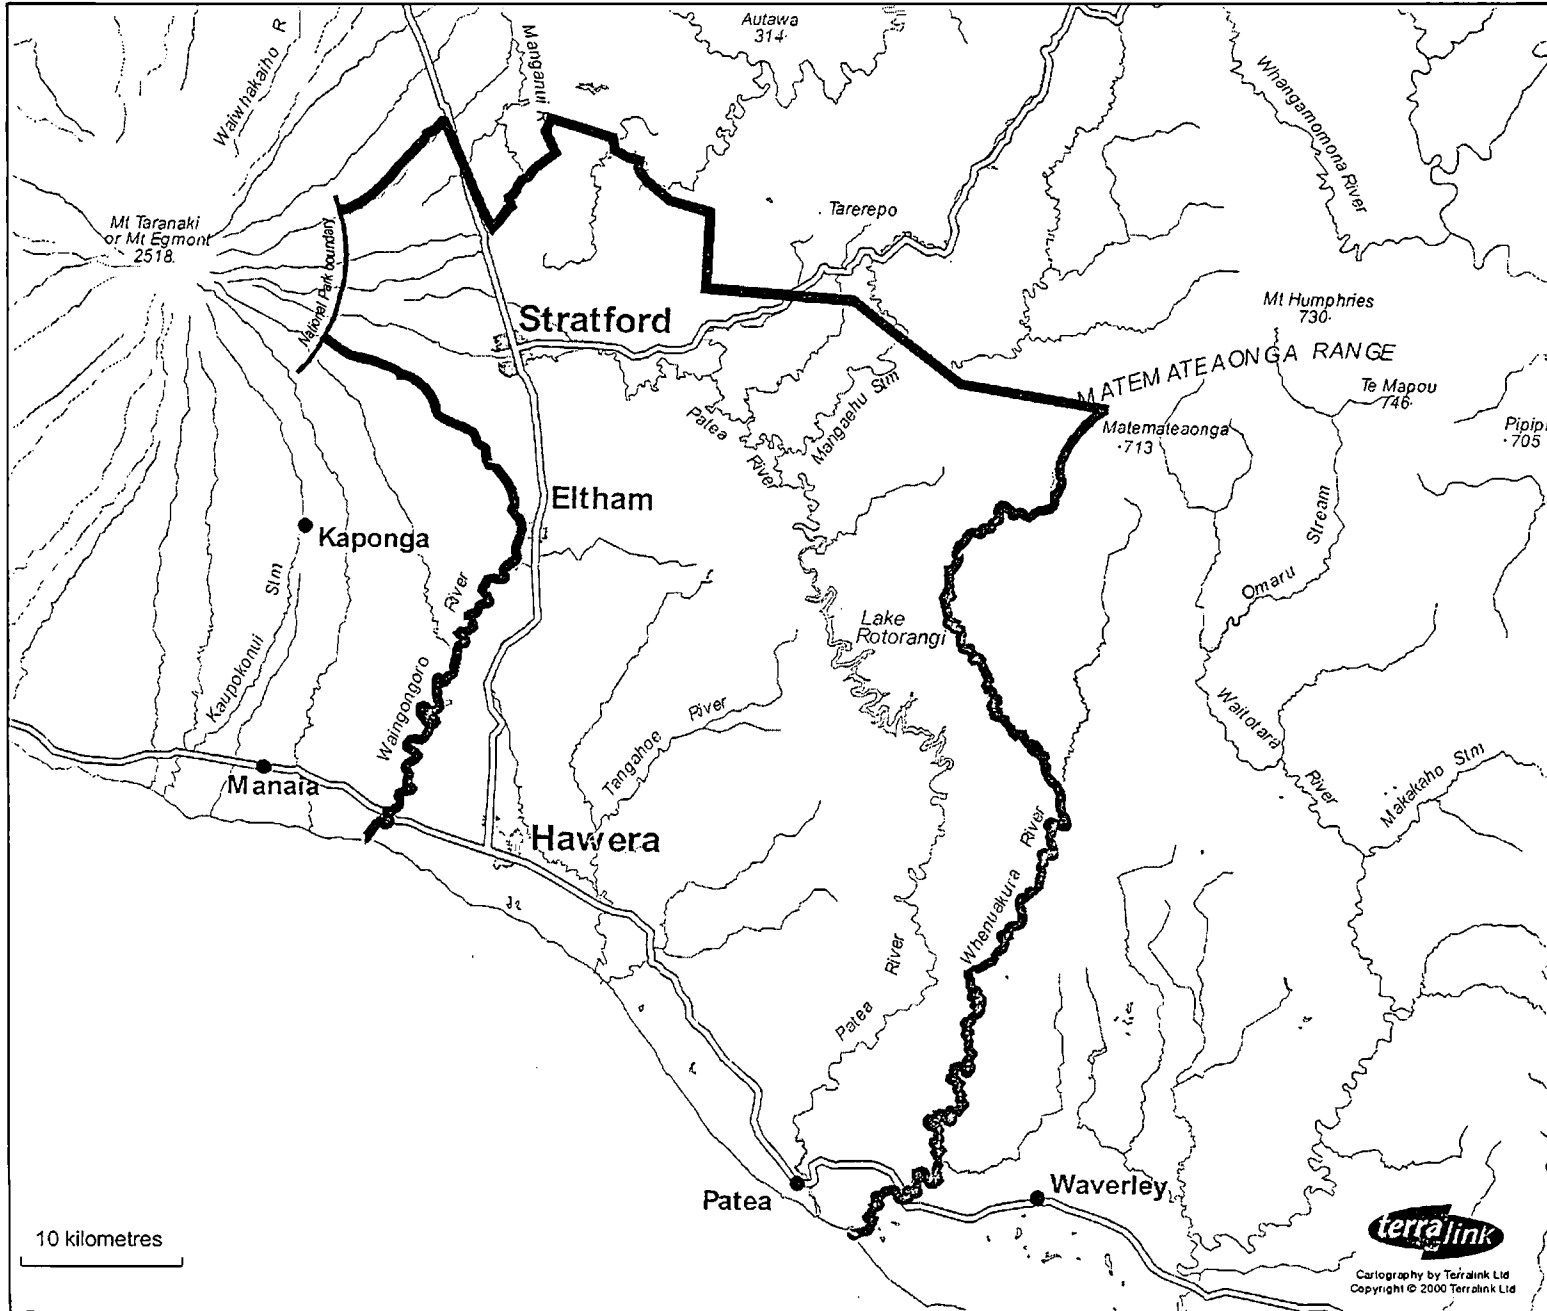 Autawa
314
Manganui R
Waiwhakaiho R
Whangamomona River
Mt Taranaki
or Mt Egmont
2518
National Park boundary
Tarerepo
Stratford
Mt Humphries
730
MATEMATEAONGA RANGE
Te Mapou
746
Patea
River
Mangaehu Stm
Matemateaonga
713
705
Eltham
Kaponga
Omaru
Stream
Kaupokonui
Stm
Waingongoro
River
Lake
Rotorangi
Tangahoe
River
Waitotara
River
Makakaho Stm
Manaia
Hawera
Whenuakura
River
Patea
River
Patea
Waverley
10 kilometres
terralink
Cartography by Terralink Ltd
Copyright © 2000 Terralink Ltd